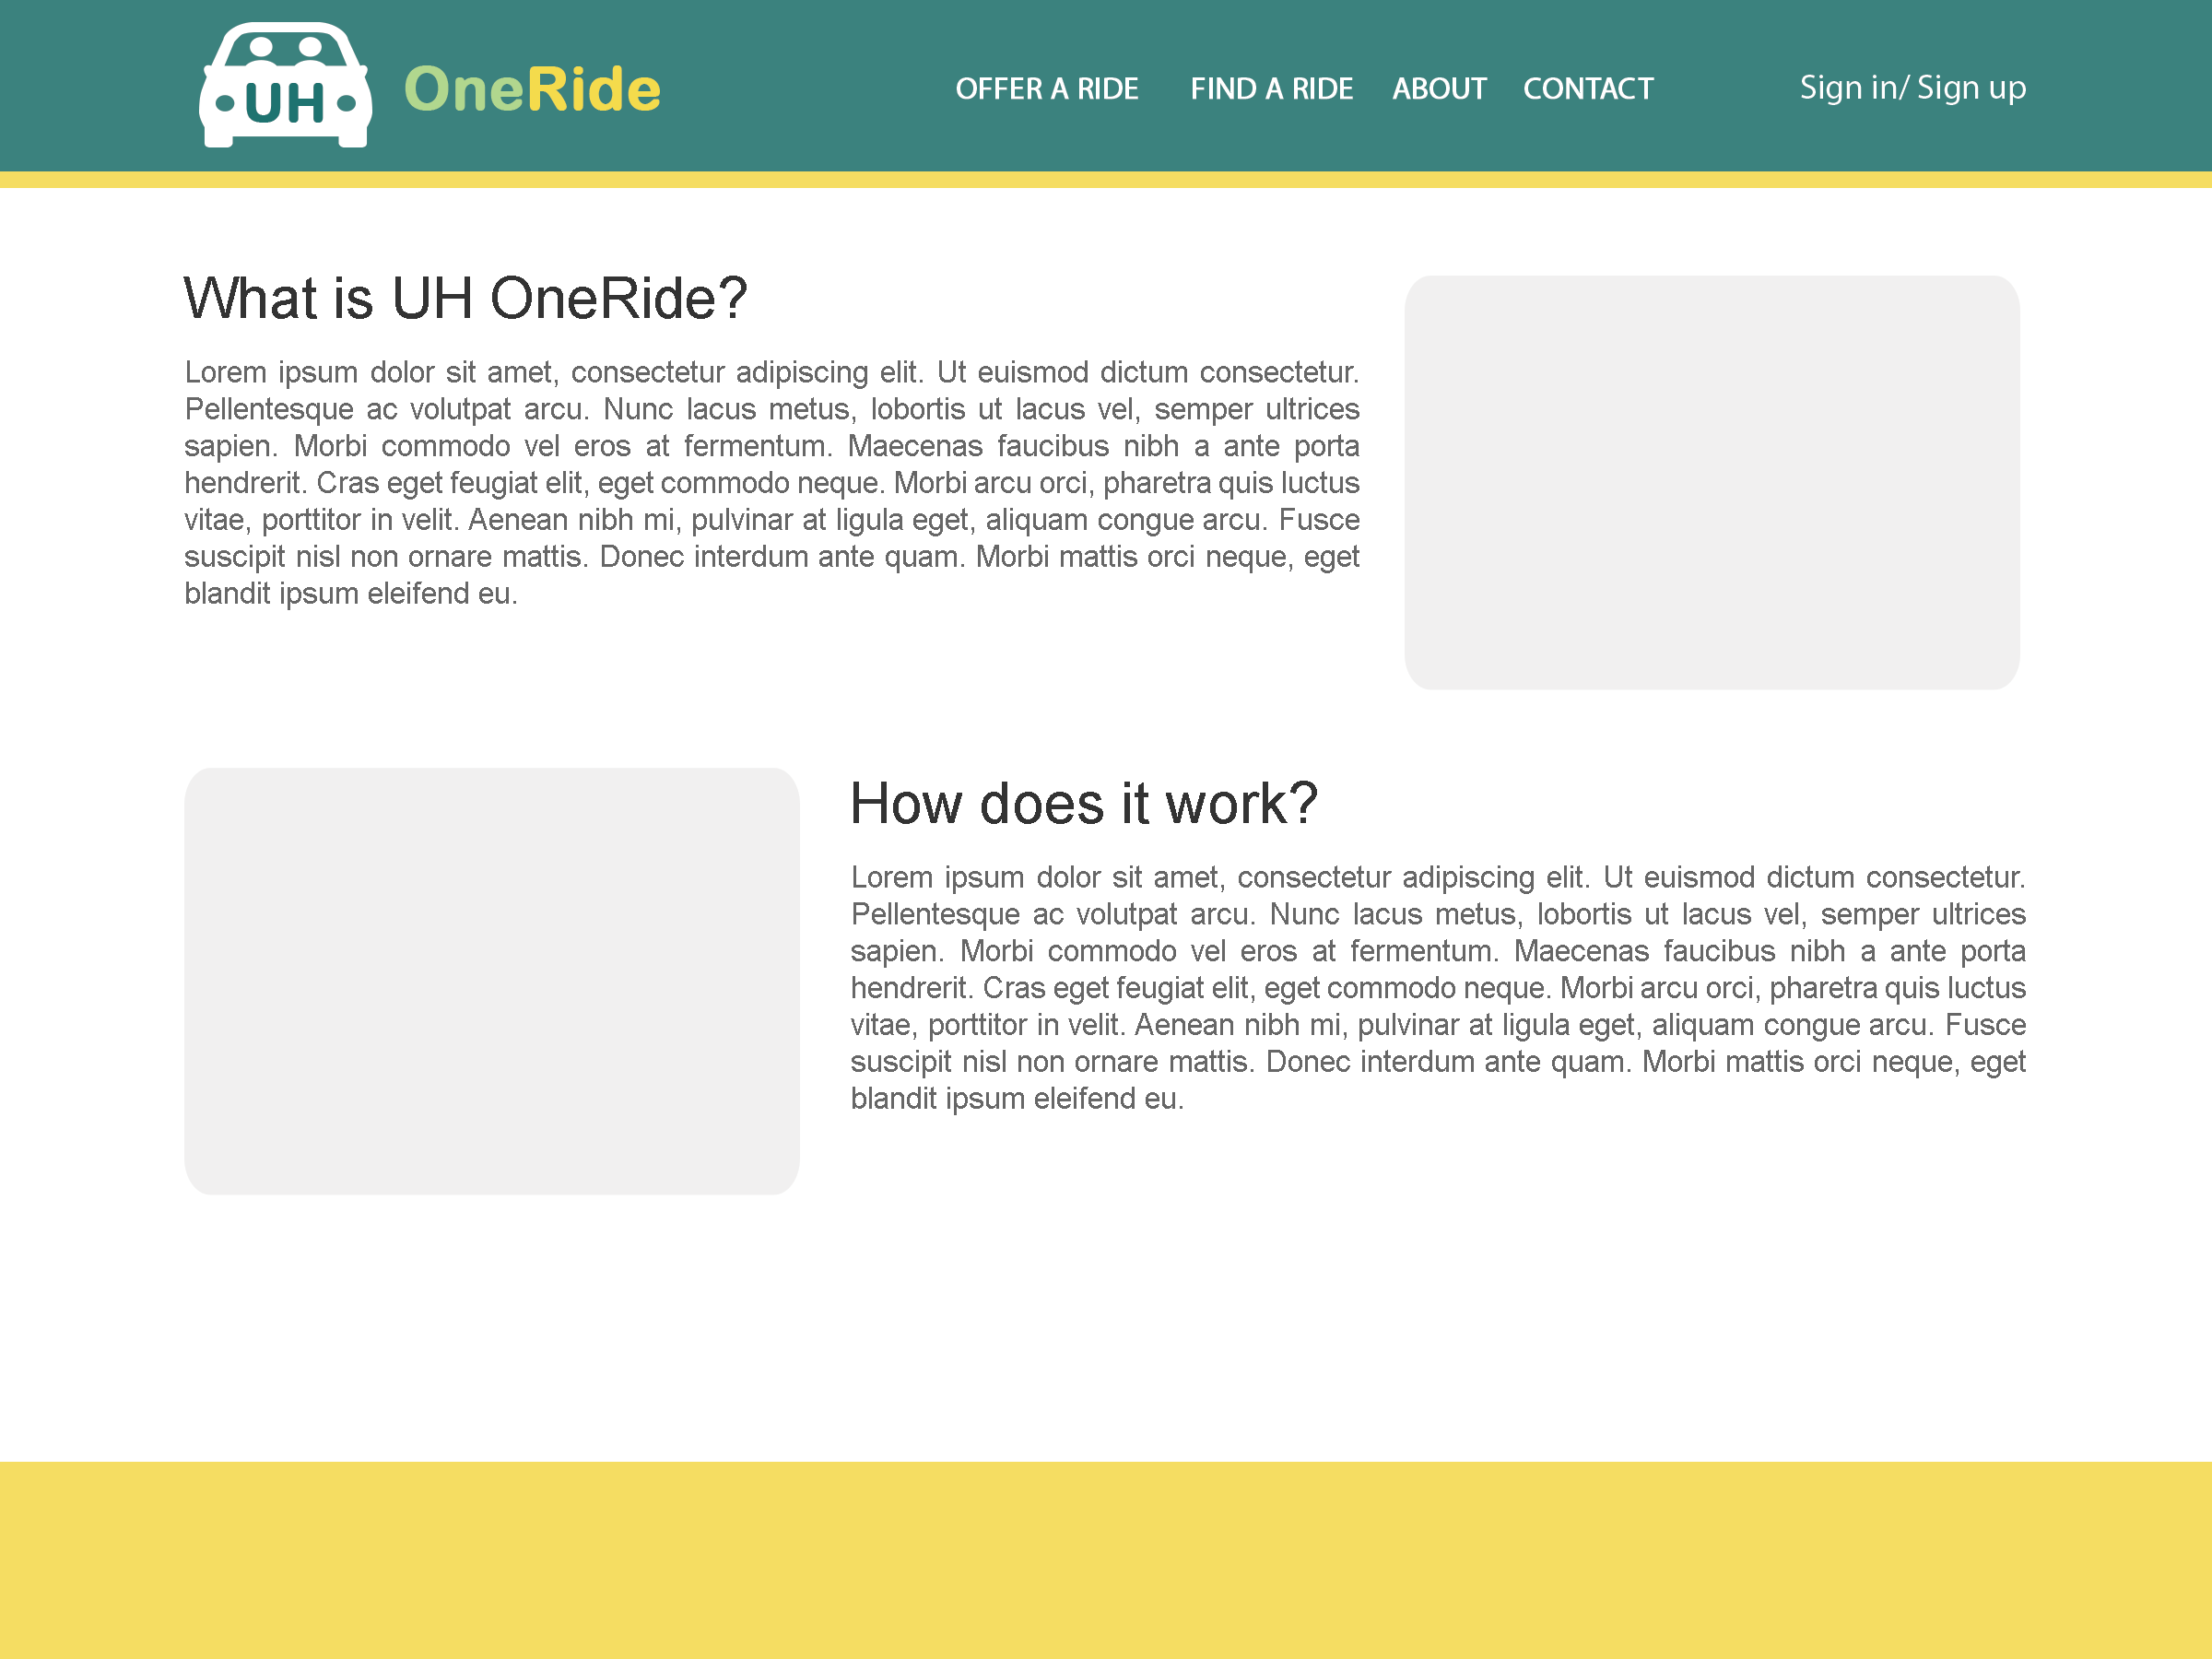 UH OneRide OFFER A RIDE FIND A RIDE ABOUT CONTACT Sign in/ Sign up
What is UH OneRide?
Lorem ipsum dolor sit amet, consectetur adipiscing elit. Ut euismod dictum consectetur.
Pellentesque ac volutpat arcu. Nunc lacus metus, lobortis ut lacus vel, semper ultrices
sapien. Morbi commodo vel eros at fermentum. Maecenas faucibus nibh a ante porta
hendrerit. Cras eget feugiat elit, eget commodo neque. Morbi arcu orci, pharetra quis luctus
vitae, porttitor in velit. Aenean nibh mi, pulvinar at ligula eget, aliquam congue arcu. Fusce
suscipit nisl non ornare mattis. Donec interdum ante quam. Morbi mattis orci neque, eget
blandit ipsum eleifend eu.
How does it work?
Lorem ipsum dolor sit amet, consectetur adipiscing elit. Ut euismod dictum consectetur.
Pellentesque ac volutpat arcu. Nunc lacus metus, lobortis ut lacus vel, semper ultrices
sapien. Morbi commodo vel eros at fermentum. Maecenas faucibus nibh a ante porta
hendrerit. Cras eget feugiat elit, eget commodo neque. Morbi arcu orci, pharetra quis luctus
vitae, porttitor in velit. Aenean nibh mi, pulvinar at ligula eget, aliquam congue arcu. Fusce
suscipit nisl non ornare mattis. Donec interdum ante quam. Morbi mattis orci neque, eget
blandit ipsum eleifend eu.